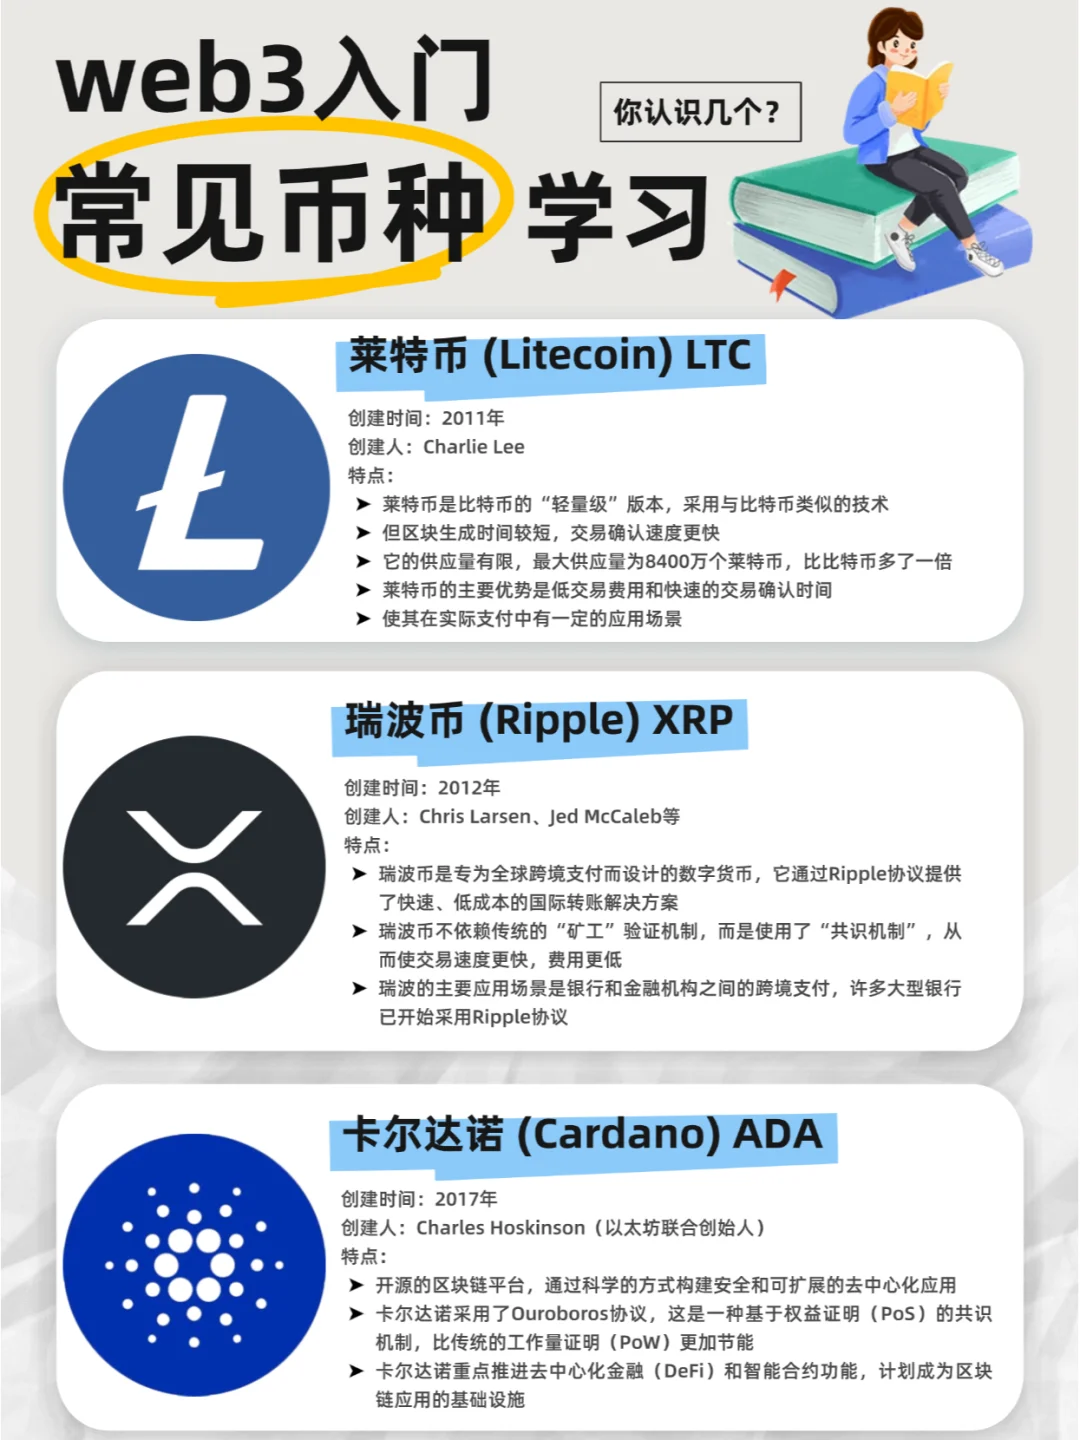 web3入门
你认识几个？
常见币种 学习
莱特币 (Litecoin) LTC
创建时间：2011年
创建人：Charlie Lee
特点：
➤ 莱特币是比特币的“轻量级”版本，采用与比特币类似的技术
➤ 但区块生成时间较短，交易确认速度更快
➤ 它的供应量有限，最大供应量为8400万个莱特币，比比特币多了一倍
➤ 莱特币的主要优势是低交易费用和快速的交易确认时间
➤ 使其在实际支付中有一定的应用场景
瑞波币 (Ripple) XRP
创建时间：2012年
创建人：Chris Larsen、Jed McCaleb等
特点：
➤ 瑞波币是专为全球跨境支付而设计的数字货币，它通过Ripple协议提供
了快速、低成本的国际转账解决方案
➤ 瑞波币不依赖传统的“矿工”验证机制，而是使用了“共识机制”，从
而使交易速度更快，费用更低
➤ 瑞波的主要应用场景是银行和金融机构之间的跨境支付，许多大型银行
已开始采用Ripple协议
卡尔达诺 (Cardano) ADA
创建时间：2017年
创建人：Charles Hoskinson（以太坊联合创始人）
特点：
➤ 开源的区块链平台，通过科学的方式构建安全和可扩展的去中心化应用
➤ 卡尔达诺采用了Ouroboros协议，这是一种基于权益证明（PoS）的共识
机制，比传统的工作量证明（PoW）更加节能
➤ 卡尔达诺重点推进去中心化金融（DeFi）和智能合约功能，计划成为区块
链应用的基础设施